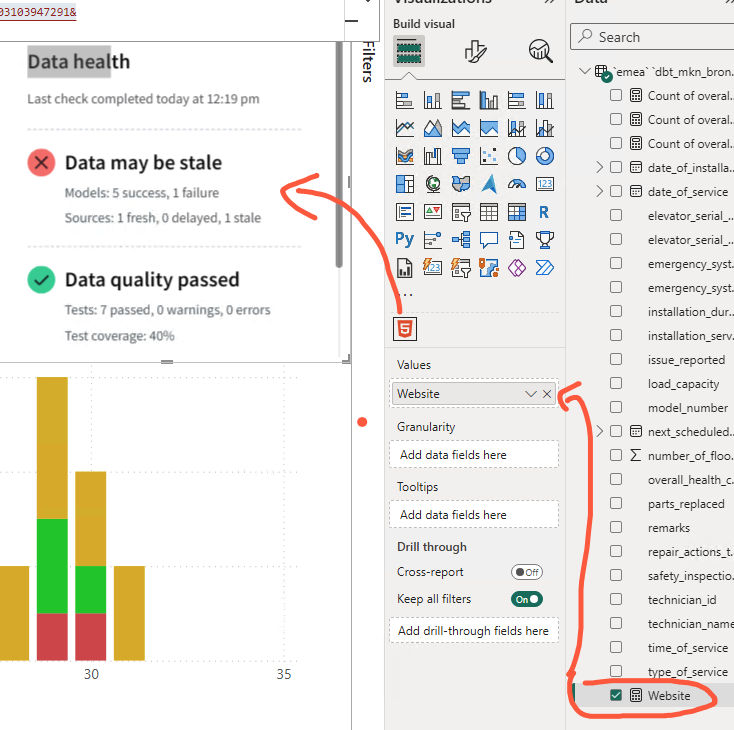 03103947291&
Data health
Last check completed today at 12:19 pm
Data may be stale
Models: 5 success, 1 failure
Sources: 1 fresh, 0 delayed, 1 stale
Data quality passed
Tests: 7 passed, 0 warnings, 0 errors
Test coverage: 40%
30
35
Filters
Visualizations
Build visual
123
R
Py
123
...
5
Values
Website
Granularity
Add data fields here
Tooltips
Add data fields here
Drill through
Cross-report
Off
Keep all filters
On
Add drill-through fields here
Data
Search
`emea` `dbt_mkn_bron...
Count of overal...
Count of overal...
Count of overal...
date_of_installa...
date_of_service
elevator_serial_...
elevator_serial_...
emergency_syst...
emergency_syst...
installation_dur...
installation_serv...
issue_reported
load_capacity
model_number
next_scheduled...
number_of_floo...
overall_health_c...
parts_replaced
remarks
repair_actions_t...
safety_inspectio...
technician_id
technician_name
time_of_service
type_of_service
Website